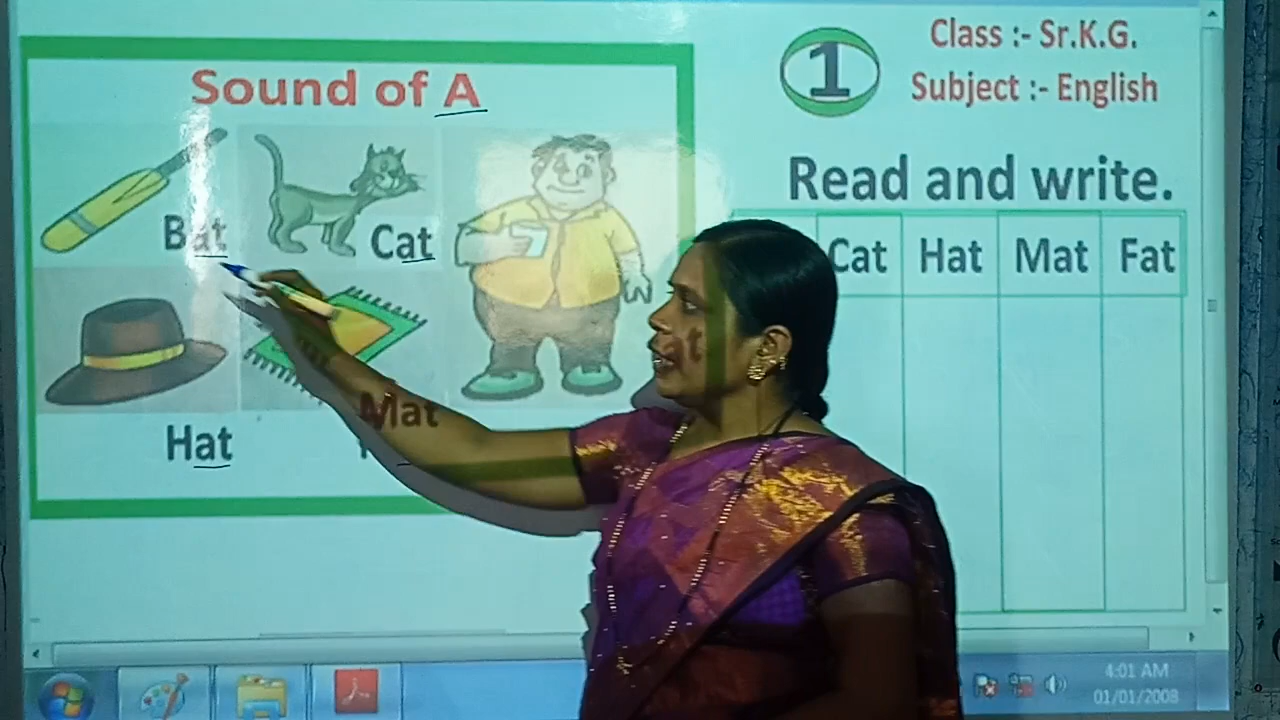 Sound of A
Bat
Cat
Hat
Mat
1
Class :- Sr.K.G.
Subject :- English
Read and write.
Cat Hat Mat Fat
4:01 AM
01/01/2008